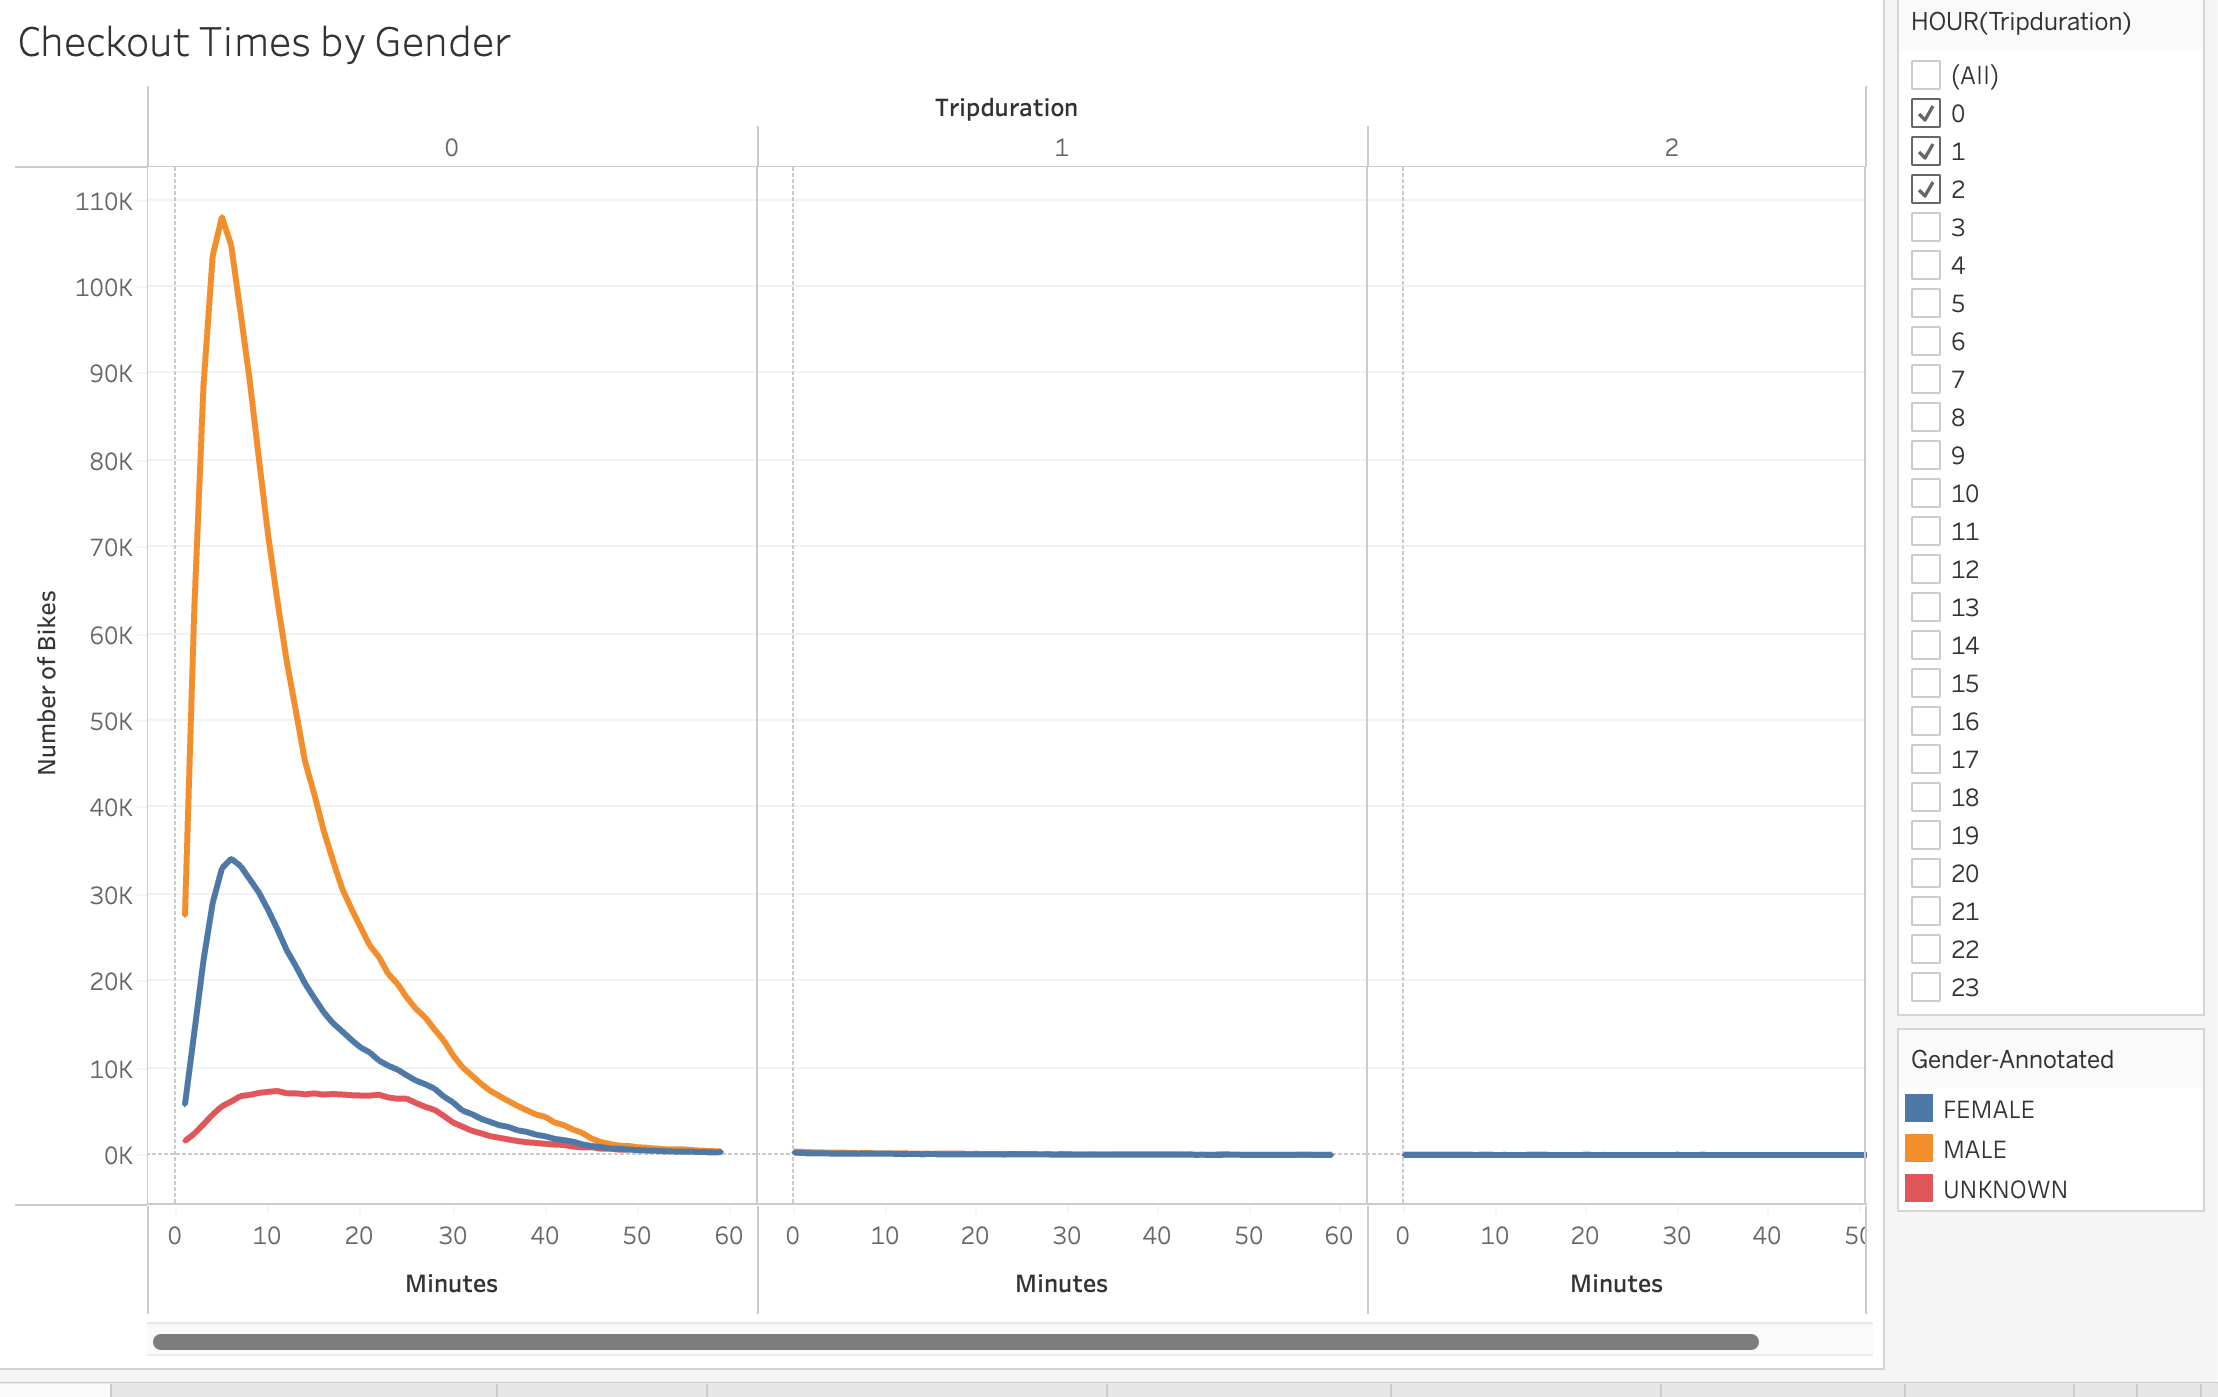 Checkout Times by Gender
Tripduration
0 1 2
110K
100K
90K
80K
70K
60K
50K
40K
30K
20K
10K
0K
Number of Bikes
0 10 20 30 40 50 60 0 10 20 30 40 50 60 0 10 20 30 40
Minutes Minutes Minutes
HOUR(Tripduration)
(All)
0
1
2
3
4
5
6
7
8
9
10
11
12
13
14
15
16
17
18
19
20
21
22
23
Gender-Annotated
FEMALE
MALE
UNKNOWN